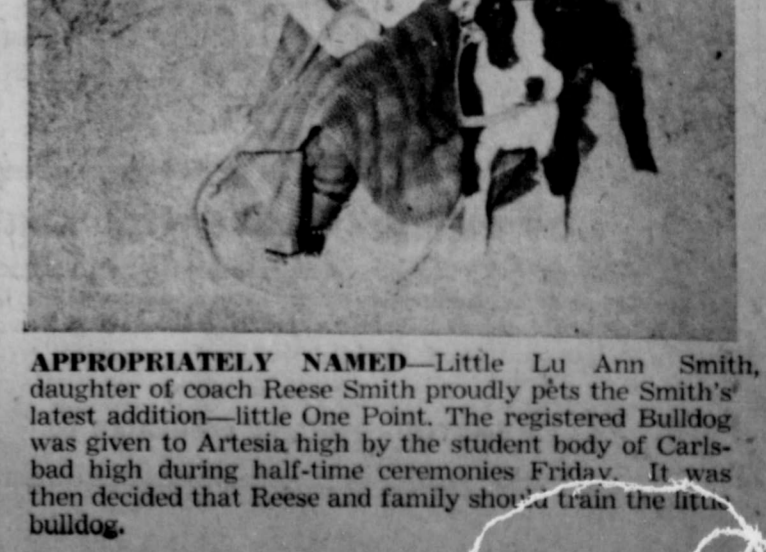 APPROPRIATELY NAMED—Little Lu Ann Smith,
daughter of coach Reese Smith proudly pets the Smith's
latest addition—little One Point. The registered Bulldog
was given to Artesia high by the student body of Carls-
bad high during half-time ceremonies Friday. It was
then decided that Reese and family should train the little
bulldog.